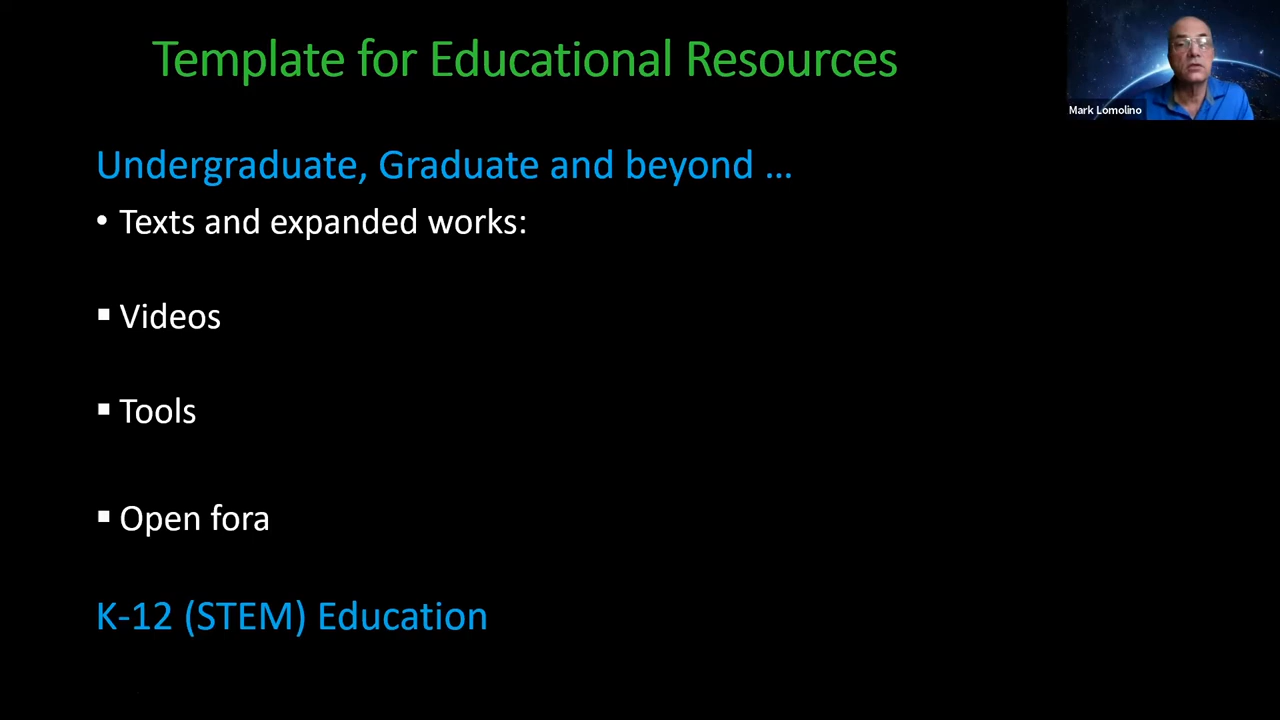 Template for Educational Resources
Mark Lomolino
Undergraduate, Graduate and beyond ...
• Texts and expanded works:
▪ Videos
▪ Tools
▪ Open fora
K-12 (STEM) Education